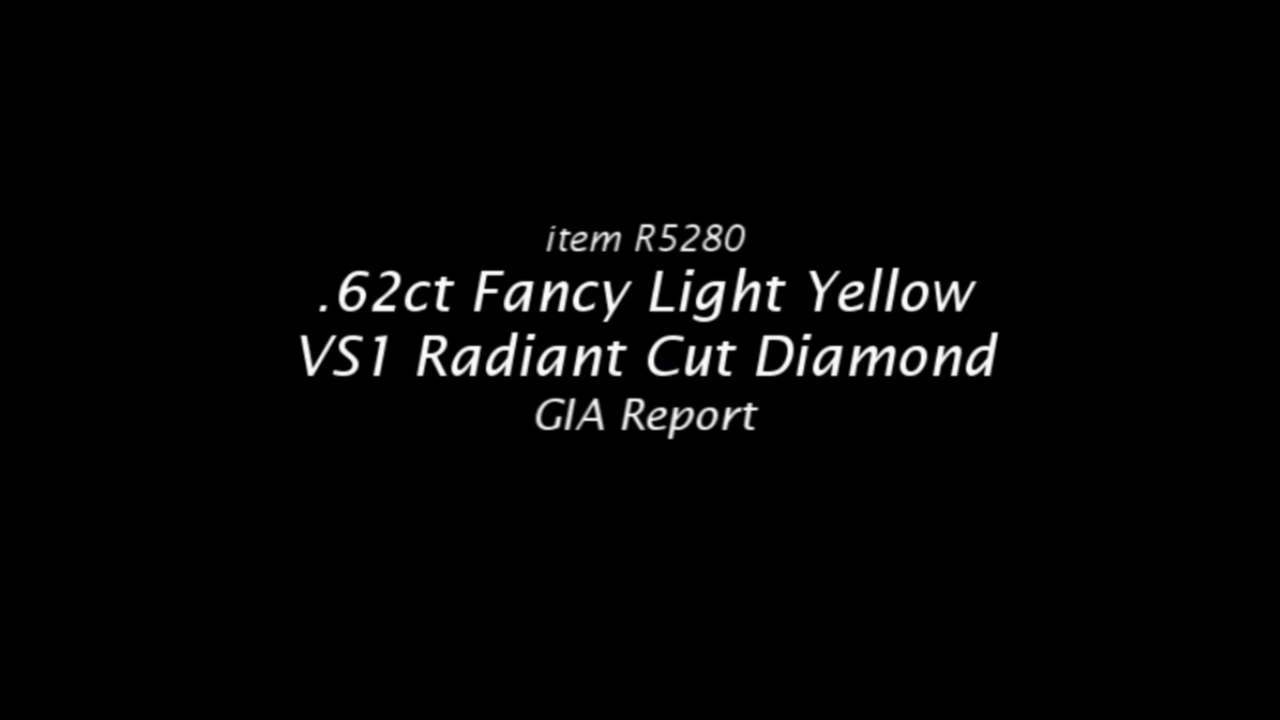 item R5280
.62ct Fancy Light Yellow
VS1 Radiant Cut Diamond
GIA Report